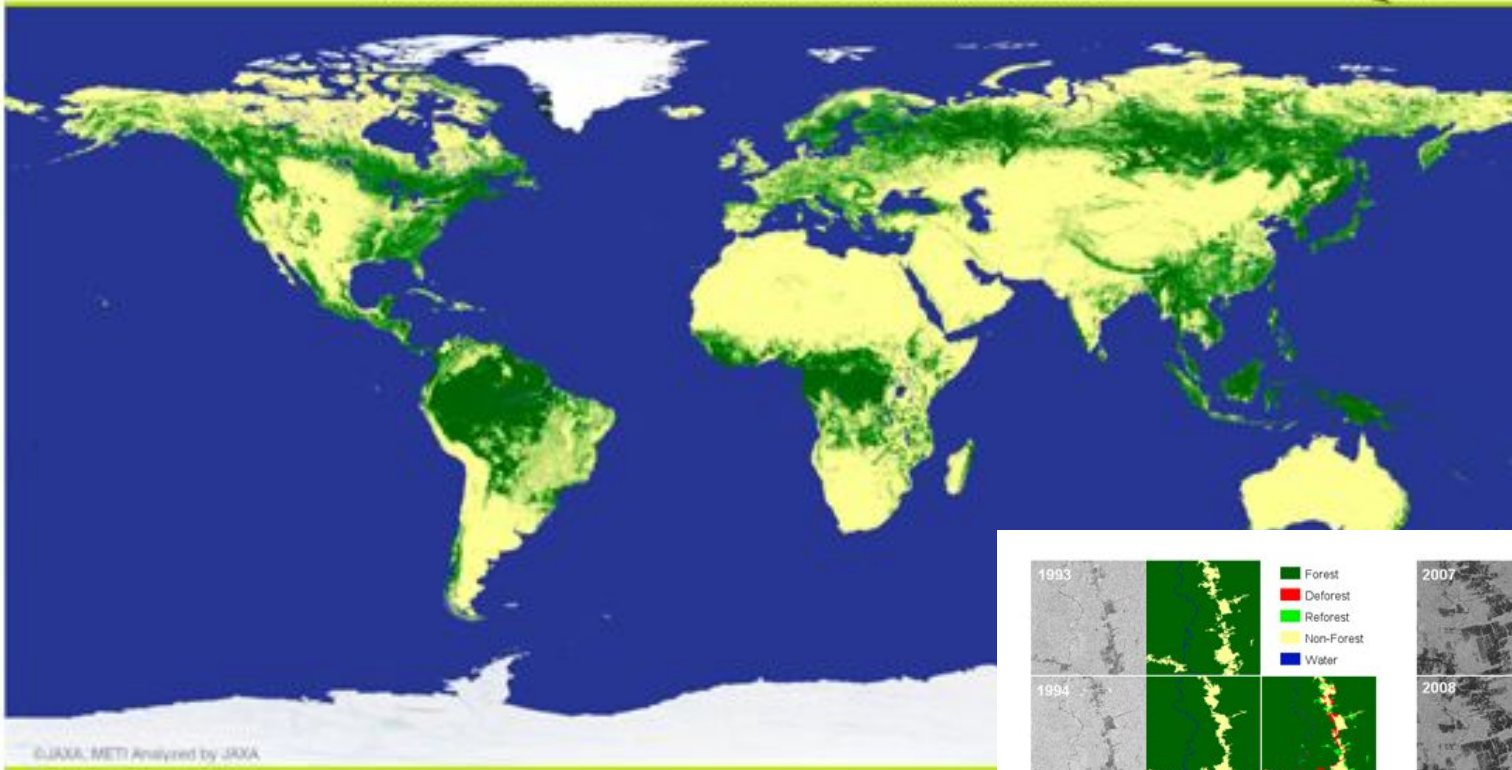 ©JAXA, METI Analyzed by JAXA
1993
Forest
Deforest
Reforest
Non-Forest
Water
2007
1994
2008